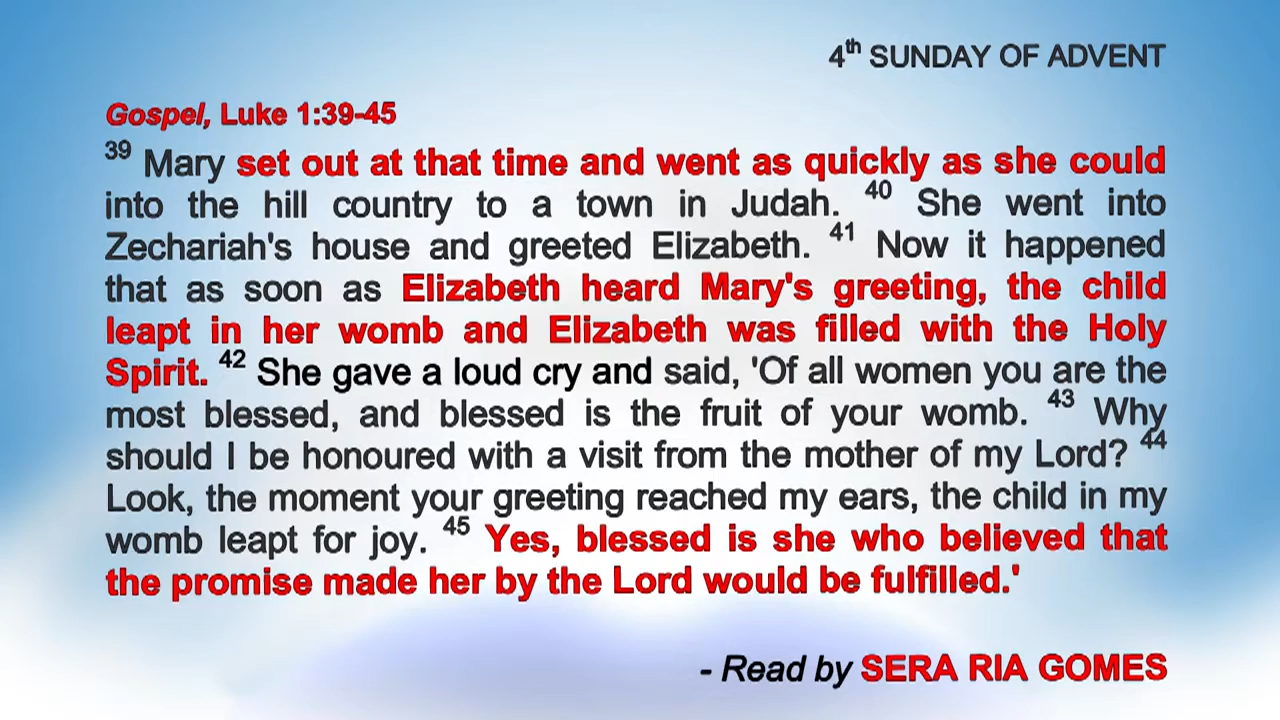 4th SUNDAY OF ADVENT
Gospel, Luke 1:39-45
39 Mary set out at that time and went as quickly as she could
into the hill country to a town in Judah. 40 She went into
Zechariah's house and greeted Elizabeth. 41 Now it happened
that as soon as Elizabeth heard Mary's greeting, the child
leapt in her womb and Elizabeth was filled with the Holy
Spirit. 42 She gave a loud cry and said, 'Of all women you are the
most blessed, and blessed is the fruit of your womb. 43 Why
should I be honoured with a visit from the mother of my Lord? 44
Look, the moment your greeting reached my ears, the child in my
womb leapt for joy. 45 Yes, blessed is she who believed that
the promise made her by the Lord would be fulfilled.'
- Read by SERA RIA GOMES